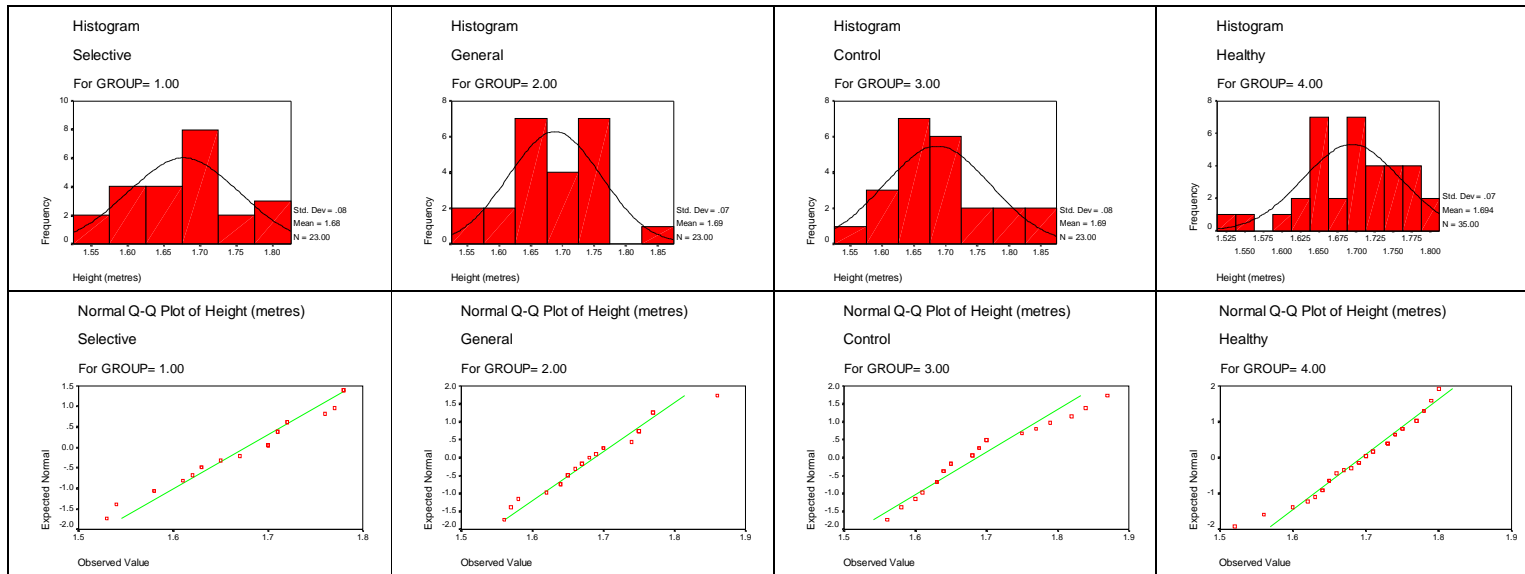 Histogram
Selective
For GROUP= 1.00
10
8
6
4
2
0
Frequency
1.55 1.60 1.65 1.70 1.75 1.80
Std. Dev = .08
Mean = 1.68
N = 23.00
Height (metres)
Histogram
General
For GROUP= 2.00
8
6
4
2
0
Frequency
1.55 1.60 1.65 1.70 1.75 1.80 1.85
Std. Dev = .07
Mean = 1.69
N = 23.00
Height (metres)
Histogram
Control
For GROUP= 3.00
8
6
4
2
0
Frequency
1.55 1.60 1.65 1.70 1.75 1.80 1.85
Std. Dev = .08
Mean = 1.69
N = 23.00
Height (metres)
Histogram
Healthy
For GROUP= 4.00
8
6
4
2
0
Frequency
1.525 1.575 1.625 1.675 1.725 1.775
1.550 1.600 1.650 1.700 1.750 1.800
Std. Dev = .07
Mean = 1.694
N = 35.00
Height (metres)
Normal Q-Q Plot of Height (metres)
Selective
For GROUP= 1.00
1.5
1.0
.5
0.0
-.5
-1.0
-1.5
-2.0
Expected Normal
1.5 1.6 1.7 1.8
Observed Value
Normal Q-Q Plot of Height (metres)
General
For GROUP= 2.00
2.0
1.5
1.0
.5
0.0
-.5
-1.0
-1.5
-2.0
Expected Normal
1.5 1.6 1.7 1.8 1.9
Observed Value
Normal Q-Q Plot of Height (metres)
Control
For GROUP= 3.00
2.0
1.5
1.0
.5
0.0
-.5
-1.0
-1.5
-2.0
Expected Normal
1.5 1.6 1.7 1.8 1.9
Observed Value
Normal Q-Q Plot of Height (metres)
Healthy
For GROUP= 4.00
2
1
0
-1
-2
Expected Normal
1.5 1.6 1.7 1.8 1.9
Observed Value